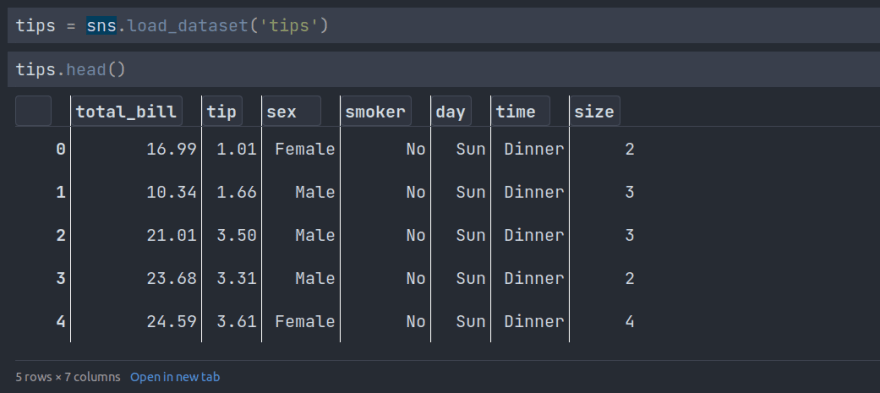 tips = sns.load_dataset('tips')
tips.head()
total_bill tip sex smoker day time size
0 16.99 1.01 Female No Sun Dinner 2
1 10.34 1.66 Male No Sun Dinner 3
2 21.01 3.50 Male No Sun Dinner 3
3 23.68 3.31 Male No Sun Dinner 2
4 24.59 3.61 Female No Sun Dinner 4
5 rows × 7 columns Open in new tab